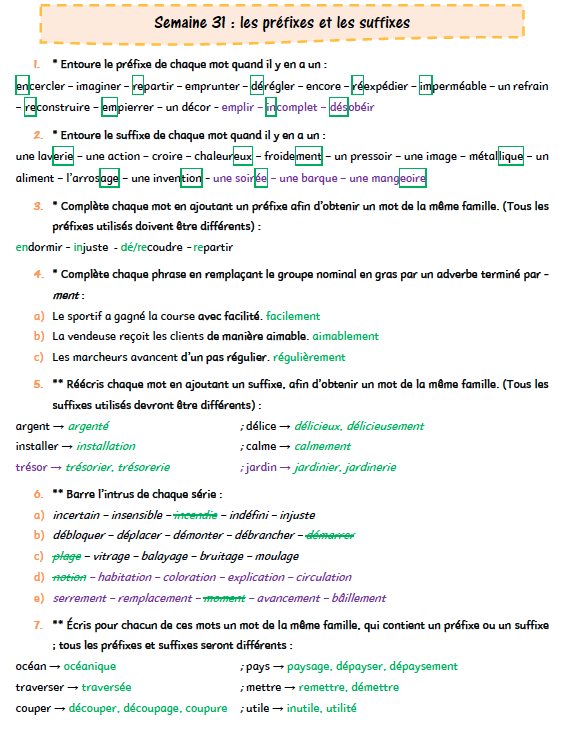 Semaine 31 : les préfixes et les suffixes
1. * Entoure le préfixe de chaque mot quand il y en a un :
encercler – imaginer – repartir – emprunter – dérégler – encore – réexpédier – imperméable – un refrain
– reconstruire – empierrer – un décor – emplir – incomplet – désobéir
2. * Entoure le suffixe de chaque mot quand il y en a un :
une laverie – une action – croire – chaleureux – froidement – un pressoir – une image – métallique – un
aliment – l'arrosage – une invention – une soirée – une barque – une mangeoire
3. * Complète chaque mot en ajoutant un préfixe afin d'obtenir un mot de la même famille. (Tous les
préfixes utilisés doivent être différents) :
endormir – injuste - dé/recoudre – repartir
4. * Complète chaque phrase en remplaçant le groupe nominal en gras par un adverbe terminé par –
ment :
a) Le sportif a gagné la course avec facilité. facilement
b) La vendeuse reçoit les clients de manière aimable. aimablement
c) Les marcheurs avancent d'un pas régulier. régulièrement
5. ** Réécris chaque mot en ajoutant un suffixe, afin d'obtenir un mot de la même famille. (Tous les
suffixes utilisés devront être différents) :
argent → argenté ; délice → délicieux, délicieusement
installer → installation ; calme → calmement
trésor → trésorier, trésorerie ; jardin → jardinier, jardinerie
6. ** Barre l'intrus de chaque série :
a) incertain – insensible – incendie – indéfini – injuste
b) débloquer – déplacer – démonter – débrancher – démarrer
c) plage – vitrage – balayage – bruitage – moulage
d) notion – habitation – coloration – explication – circulation
e) serrement – remplacement – moment – avancement – bâillement
7. ** Écris pour chacun de ces mots un mot de la même famille, qui contient un préfixe ou un suffixe
; tous les préfixes et suffixes seront différents :
océan → océanique ; pays → paysage, dépayser, dépaysement
traverser → traversée ; mettre → remettre, démettre
couper → découper, découpage, coupure ; utile → inutile, utilité